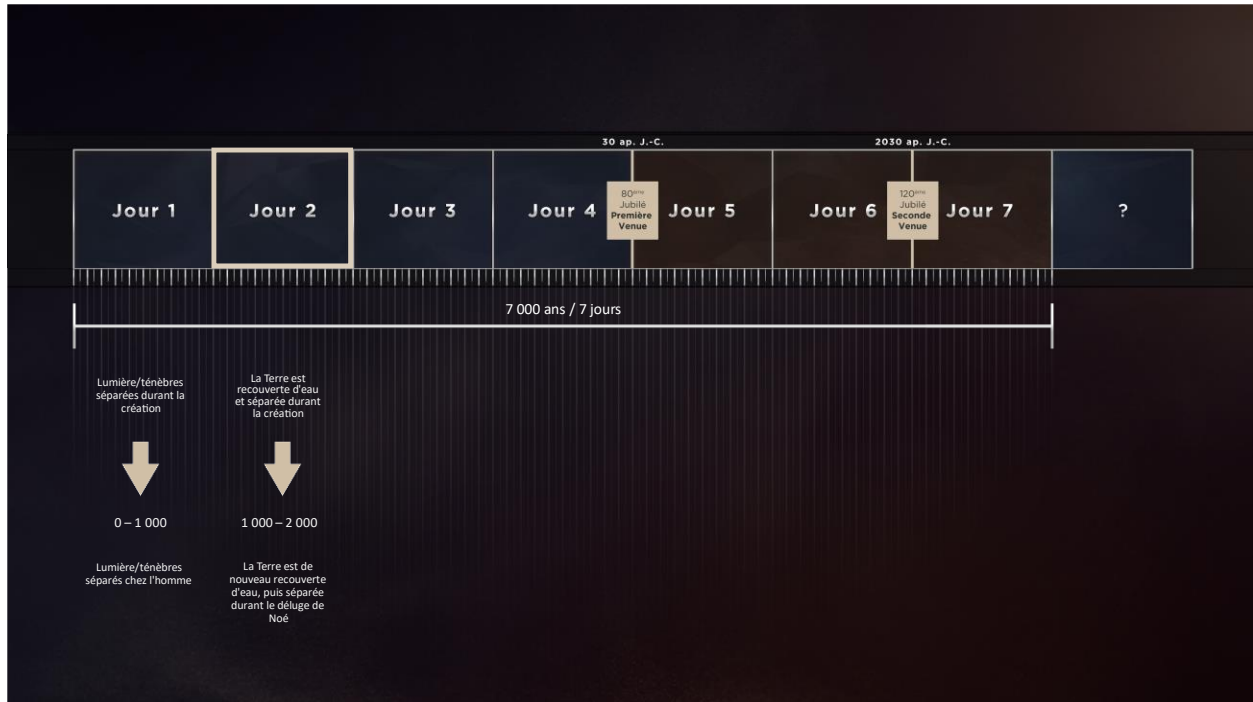 30 ap. J.-C.
2030 ap. J.-C.
Jour 1
Jour 2
Jour 3
Jour 4
80ème
Jubilé
Première
Venue
Jour 5
Jour 6
120ème
Jubilé
Seconde
Venue
Jour 7
?
7 000 ans / 7 jours
Lumière/ténèbres
séparées durant la
création
La Terre est
recouverte d'eau
et séparée durant
la création
0 – 1 000
1 000 – 2 000
Lumière/ténèbres
séparés chez l'homme
La Terre est de
nouveau recouverte
d'eau, puis séparée
durant le déluge de
Noé